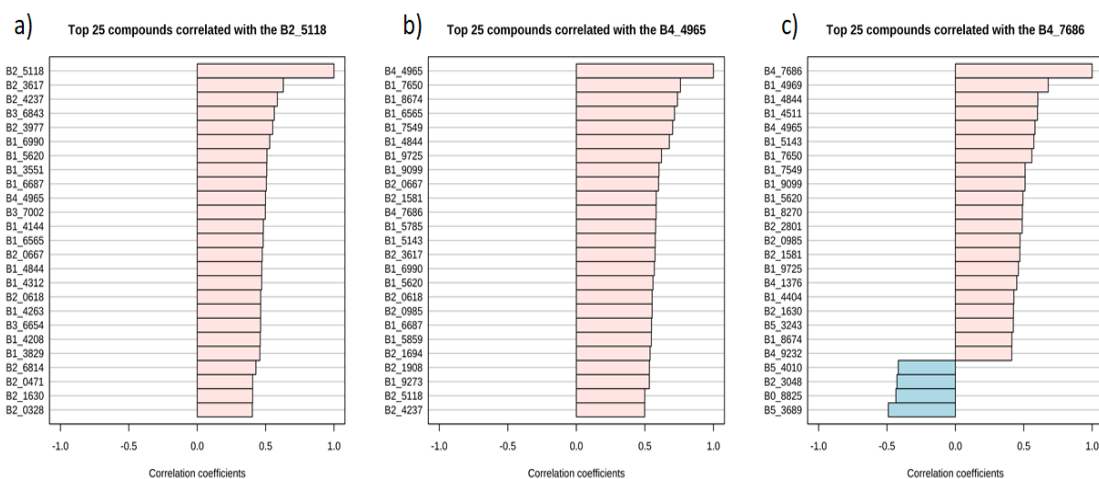 a)
Top 25 compounds correlated with the B2_5118
B2_5118
B2_3617
B2_4237
B3_6843
B2_3977
B1_6990
B1_5620
B1_3551
B1_6687
B4_4965
B3_7002
B1_4144
B1_6565
B2_0667
B1_4844
B1_4312
B2_0618
B1_4263
B3_6654
B1_4208
B1_3829
B2_6814
B2_0471
B2_1630
B2_0328
-1.0 -0.5 0.0 0.5 1.0
Correlation coefficients
b)
Top 25 compounds correlated with the B4_4965
B4_4965
B1_7650
B1_8674
B1_6565
B1_7549
B1_4844
B1_9725
B1_9099
B2_0667
B2_1581
B4_7686
B1_5785
B1_5143
B2_3617
B1_6990
B1_5620
B2_0618
B2_0985
B1_6687
B1_5859
B2_1694
B2_1908
B1_9273
B2_5118
B2_4237
-1.0 -0.5 0.0 0.5 1.0
Correlation coefficients
c)
Top 25 compounds correlated with the B4_7686
B4_7686
B1_4969
B1_4844
B1_4511
B4_4965
B1_5143
B1_7650
B1_7549
B1_9099
B1_5620
B1_8270
B2_2801
B2_0985
B2_1581
B1_9725
B4_1376
B1_4404
B2_1630
B5_3243
B1_8674
B4_9232
B5_4010
B2_3048
B0_8825
B5_3689
-1.0 -0.5 0.0 0.5 1.0
Correlation coefficients